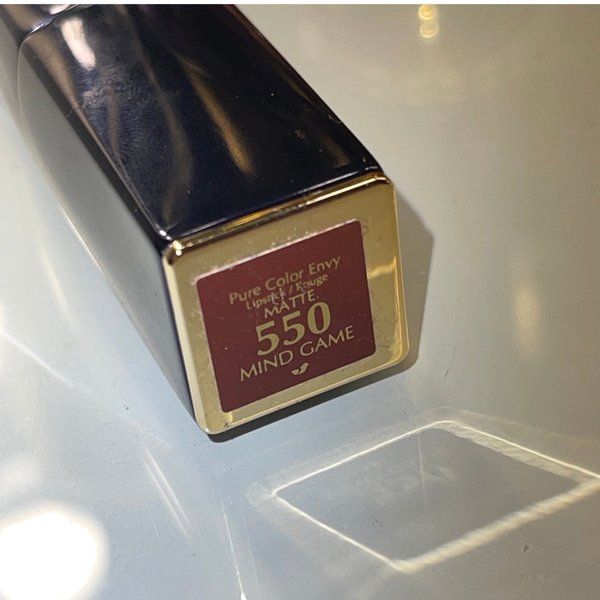 Pure Color Envy
Lipstick / Rouge
MATTE
550
MIND GAME